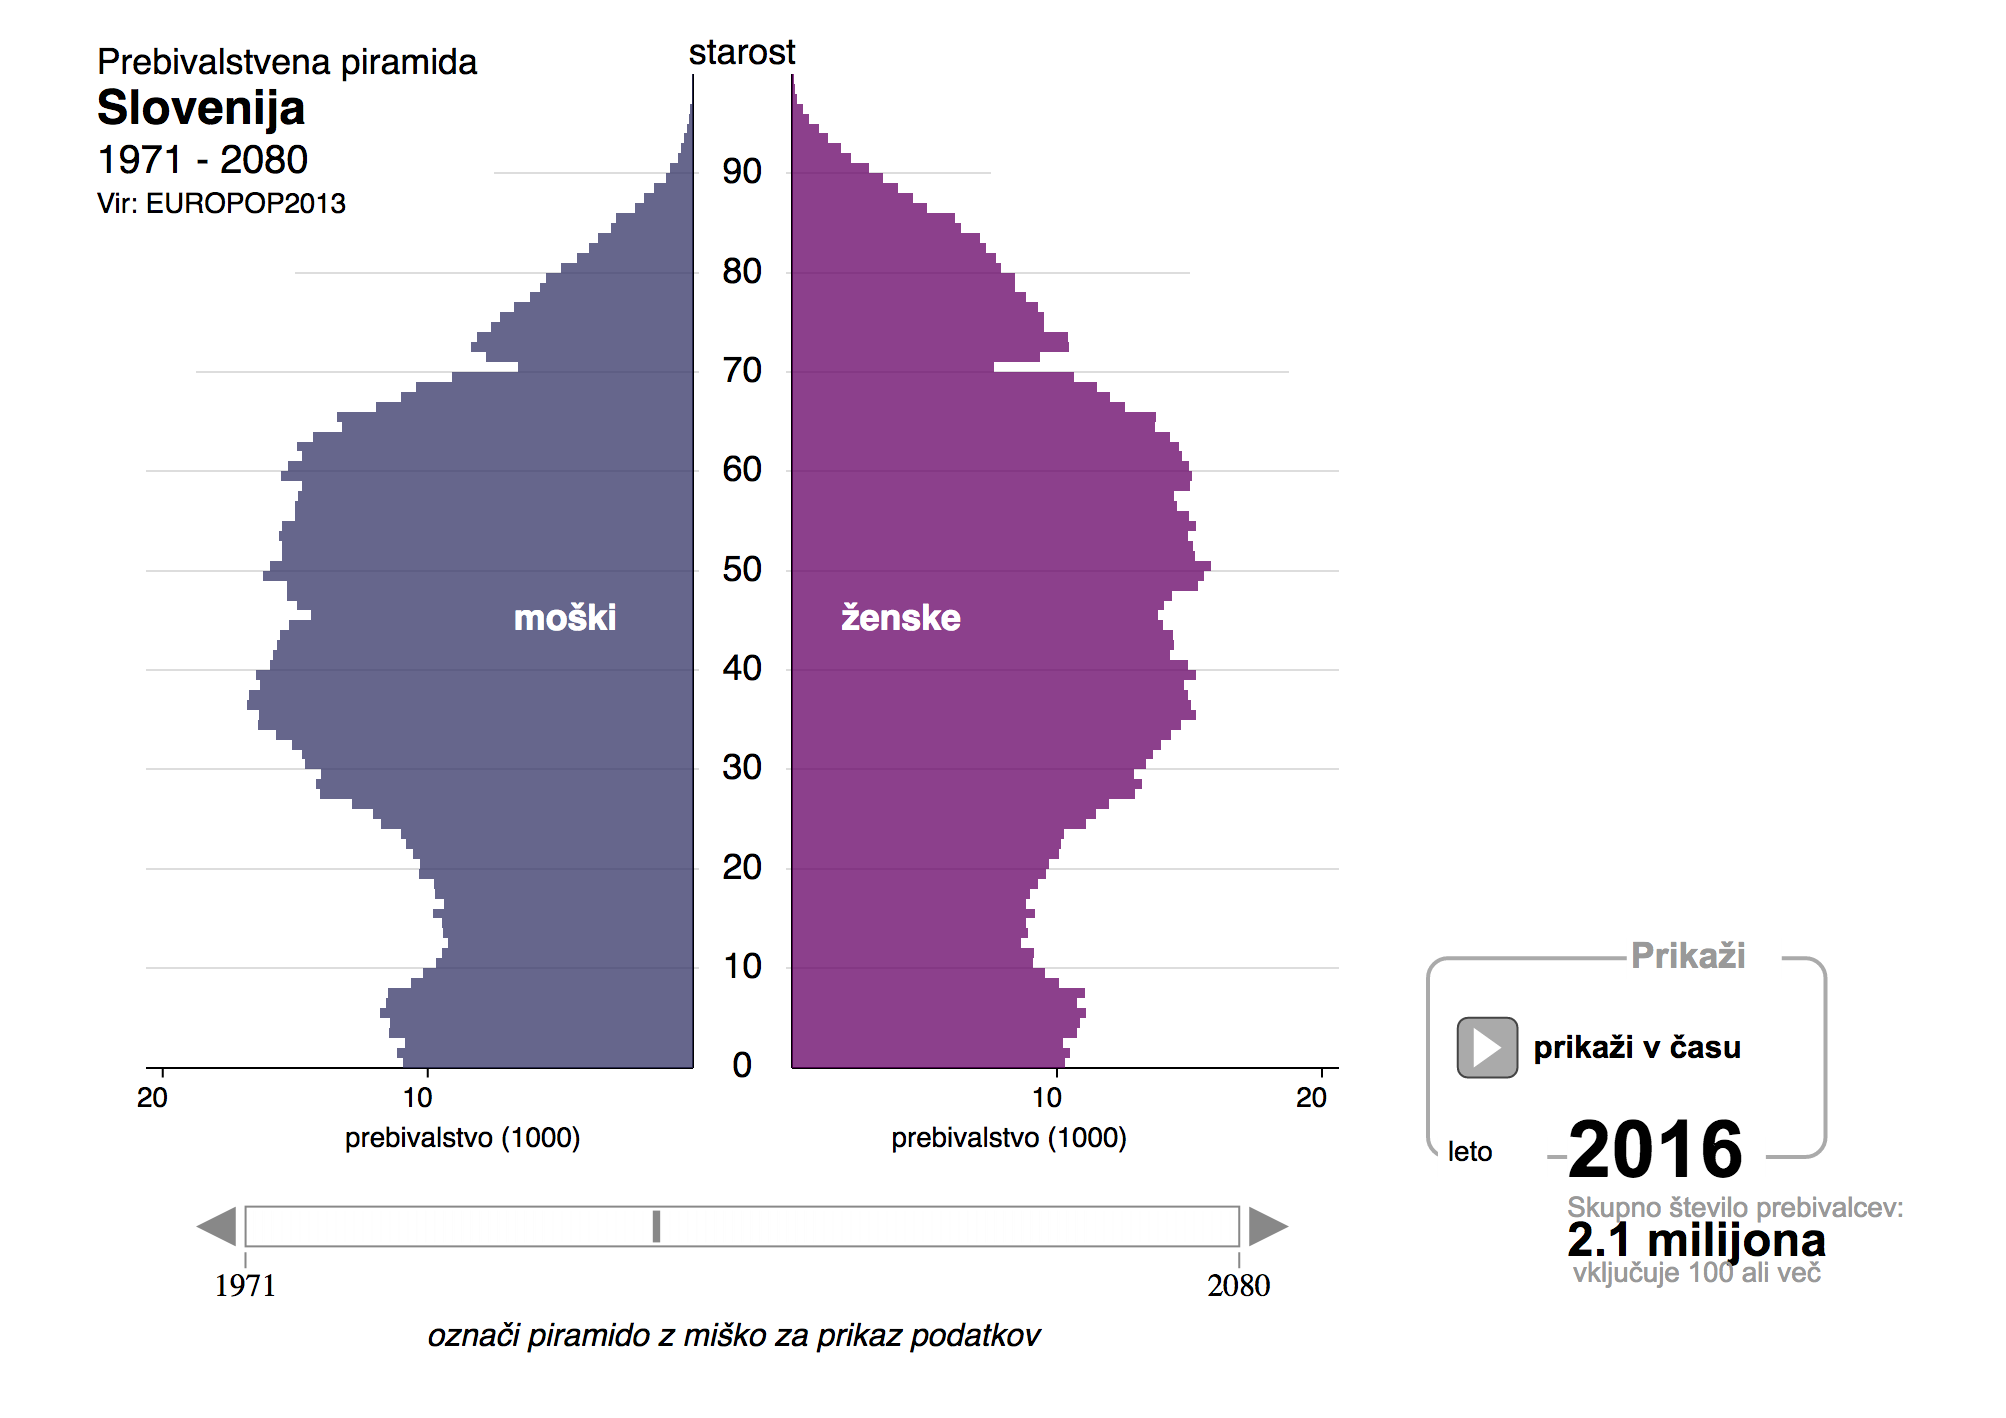 Prebivalstvena piramida
Slovenija
1971 - 2080
Vir: EUROPOP2013
starost
90
80
70
60
50
moški
ženske
40
30
20
10
0
20
10
10
20
prebivalstvo (1000)
prebivalstvo (1000)
Prikaži
prikaži v času
leto
2016
Skupno število prebivalcev:
2.1 milijona
vključuje 100 ali več
1971
2080
označi piramido z miško za prikaz podatkov